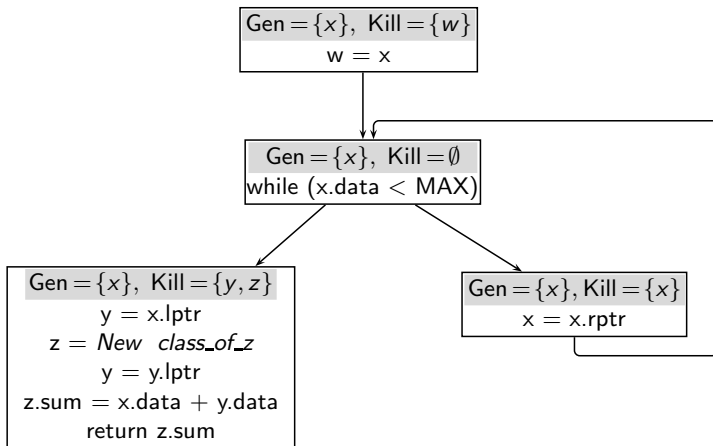 Gen = {x}, Kill = {w}
w = x
Gen = {x}, Kill = ∅
while (x.data < MAX)
Gen = {x}, Kill = {y, z}
y = x.lptr
z = New class_of_z
y = y.lptr
z.sum = x.data + y.data
return z.sum
Gen = {x}, Kill = {x}
x = x.rptr